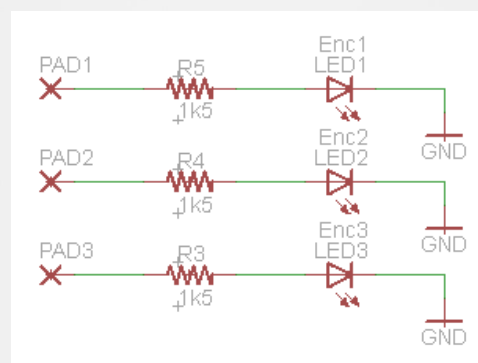 Enc1
PAD1 R5 LED1
1k5
GND
Enc2
PAD2 R4 LED2
1k5
GND
Enc3
PAD3 R3 LED3
1k5
GND